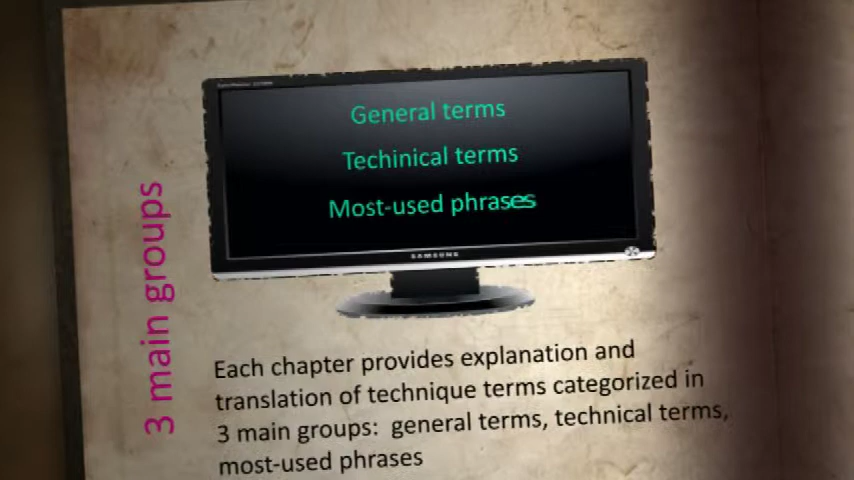 General terms
Techinical terms
Most-used phrases
SAMSUNG
3 main groups
Each chapter provides explanation and
translation of technique terms categorized in
3 main groups:  general terms, technical terms,
most-used phrases